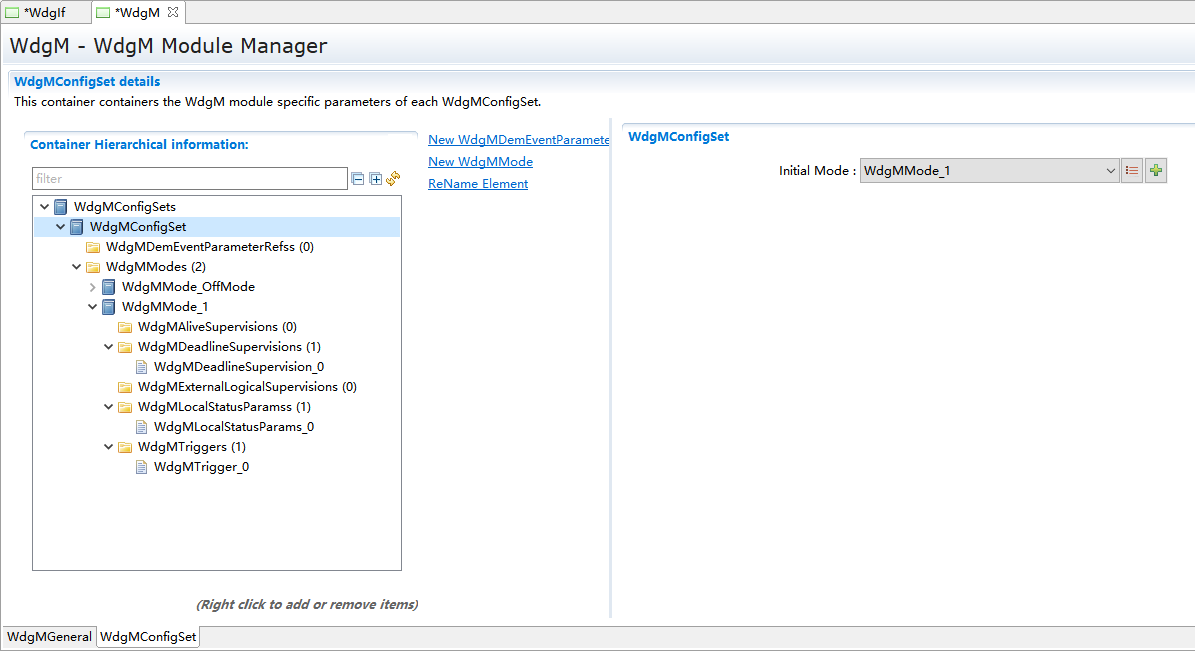 *WdgIf
*WdgM
WdgM - WdgM Module Manager
WdgMConfigSet details
This container containers the WdgM module specific parameters of each WdgMConfigSet.
Container Hierarchical information:
filter
WdgMConfigSets
WdgMConfigSet
WdgMDemEventParameterRefss (0)
WdgMModes (2)
WdgMMode_OffMode
WdgMMode_1
WdgMAliveSupervisions (0)
WdgMDeadlineSupervisions (1)
WdgMDeadlineSupervision_0
WdgMExternalLogicalSupervisions (0)
WdgMLocalStatusParamss (1)
WdgMLocalStatusParams_0
WdgMTriggers (1)
WdgMTrigger_0
(Right click to add or remove items)
New WdgMDemEventParamete
New WdgMMode
ReName Element
WdgMConfigSet
Initial Mode : WdgMMode_1
WdgMGeneral
WdgMConfigSet